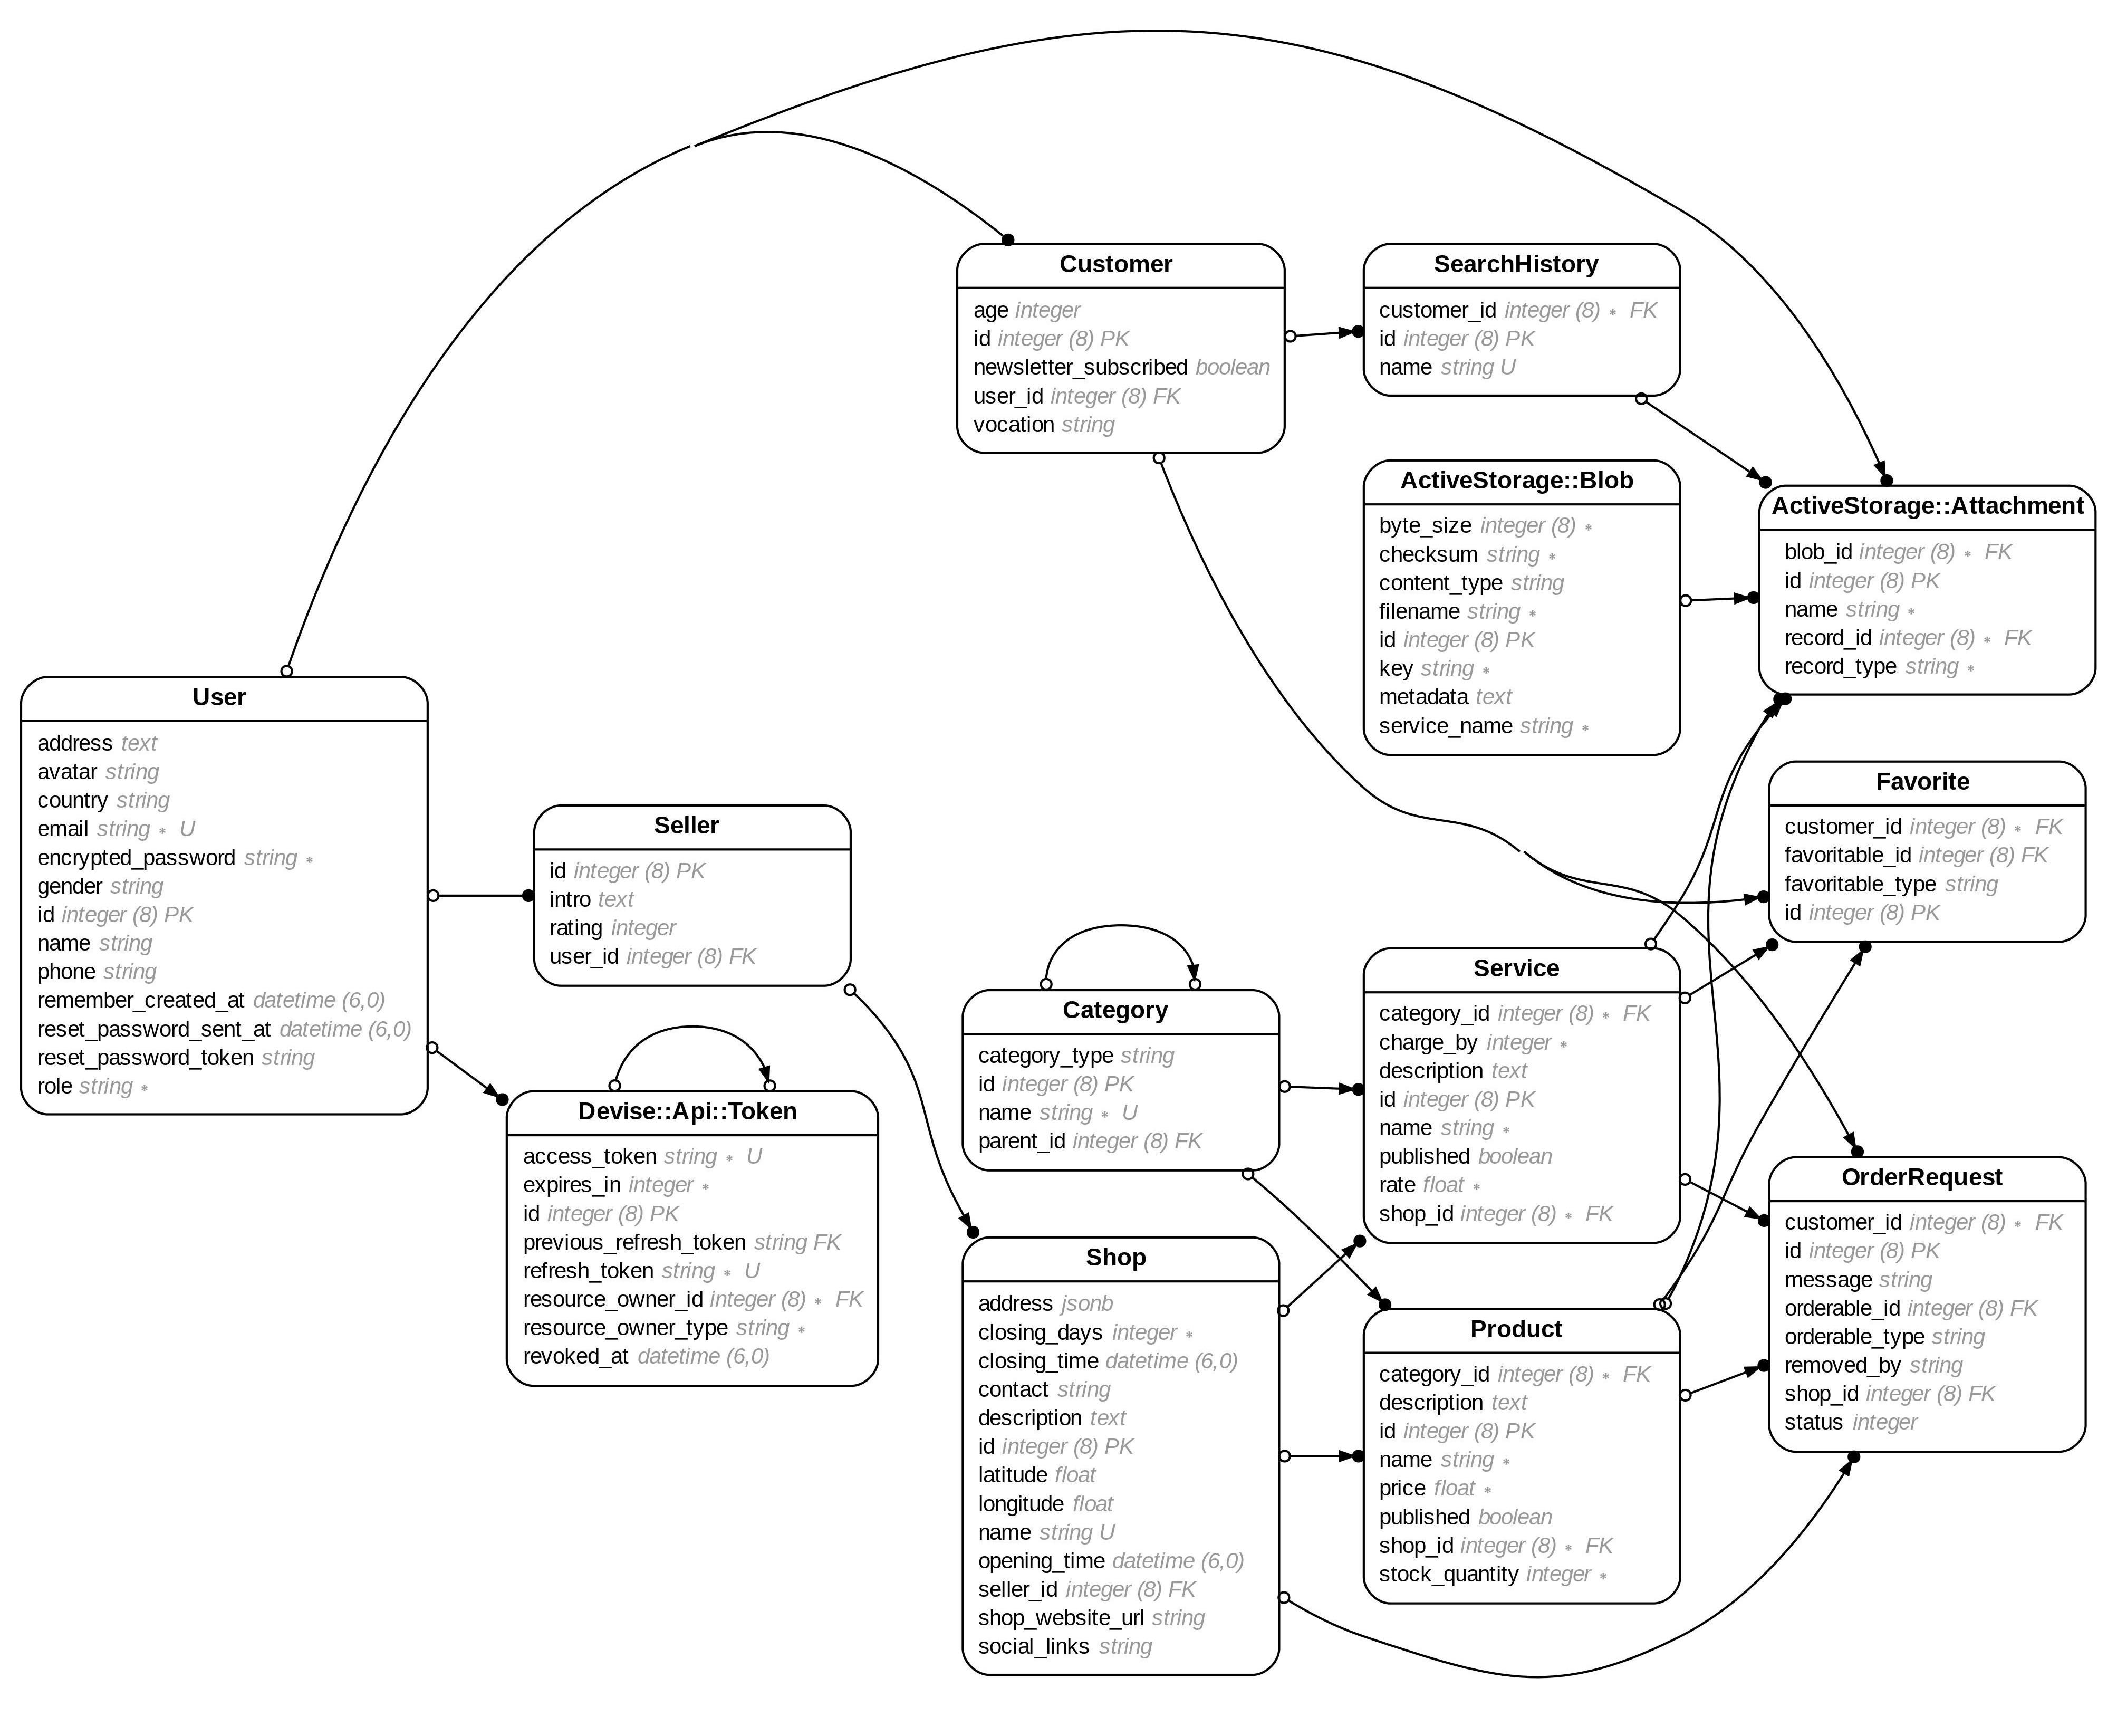 Customer
age integer
id integer (8) PK
newsletter_subscribed boolean
user_id integer (8) FK
vocation string
SearchHistory
customer_id integer (8) * FK
id integer (8) PK
name string U
ActiveStorage::Blob
byte_size integer (8) *
checksum string *
content_type string
filename string *
id integer (8) PK
key string *
metadata text
service_name string *
ActiveStorage::Attachment
blob_id integer (8) * FK
id integer (8) PK
name string *
record_id integer (8) * FK
record_type string *
User
address text
avatar string
country string
email string * U
encrypted_password string *
gender string
id integer (8) PK
name string
phone string
remember_created_at datetime (6,0)
reset_password_sent_at datetime (6,0)
reset_password_token string
role string *
Seller
id integer (8) PK
intro text
rating integer
user_id integer (8) FK
Devise::Api::Token
access_token string * U
expires_in integer *
id integer (8) PK
previous_refresh_token string FK
refresh_token string * U
resource_owner_id integer (8) * FK
resource_owner_type string *
revoked_at datetime (6,0)
Category
category_type string
id integer (8) PK
name string * U
parent_id integer (8) FK
Shop
address jsonb
closing_days integer *
closing_time datetime (6,0)
contact string
description text
id integer (8) PK
latitude float
longitude float
name string U
opening_time datetime (6,0)
seller_id integer (8) FK
shop_website_url string
social_links string
Service
category_id integer (8) * FK
charge_by integer *
description text
id integer (8) PK
name string *
published boolean
rate float *
shop_id integer (8) * FK
Product
category_id integer (8) * FK
description text
id integer (8) PK
name string *
price float *
published boolean
shop_id integer (8) * FK
stock_quantity integer *
Favorite
customer_id integer (8) * FK
favoritable_id integer (8) FK
favoritable_type string
id integer (8) PK
OrderRequest
customer_id integer (8) * FK
id integer (8) PK
message string
orderable_id integer (8) FK
orderable_type string
removed_by string
shop_id integer (8) FK
status integer